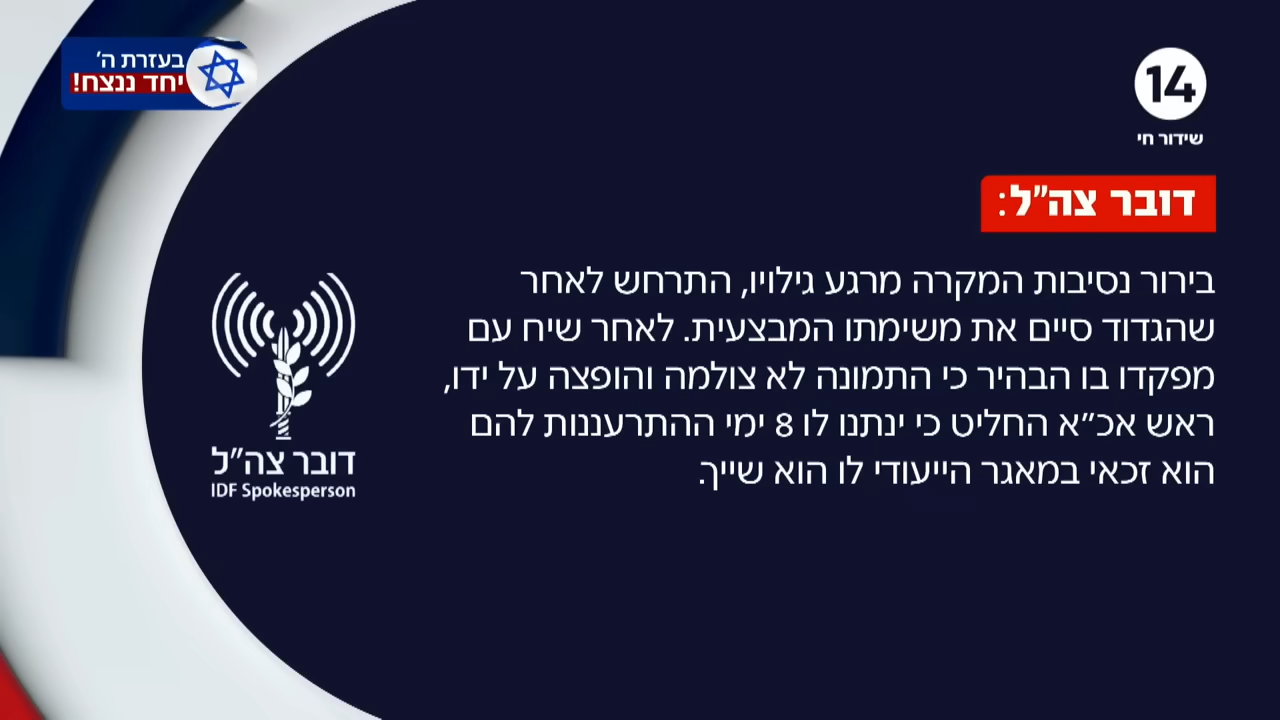 בעזרת ה'
יחד ננצח!
14
שידור חי
דובר צה"ל:
בירור נסיבות המקרה מרגע גילויו, התרחש לאחר
שהגדוד סיים את משימתו המבצעית. לאחר שיח עם
מפקדו בו הבהיר כי התמונה לא צולמה והופצה על ידו,
ראש אכ"א החליט כי ינתנו לו 8 ימי ההתרעננות להם
הוא זכאי במאגר הייעודי לו הוא שייך.
דובר צה"ל
IDF Spokesperson